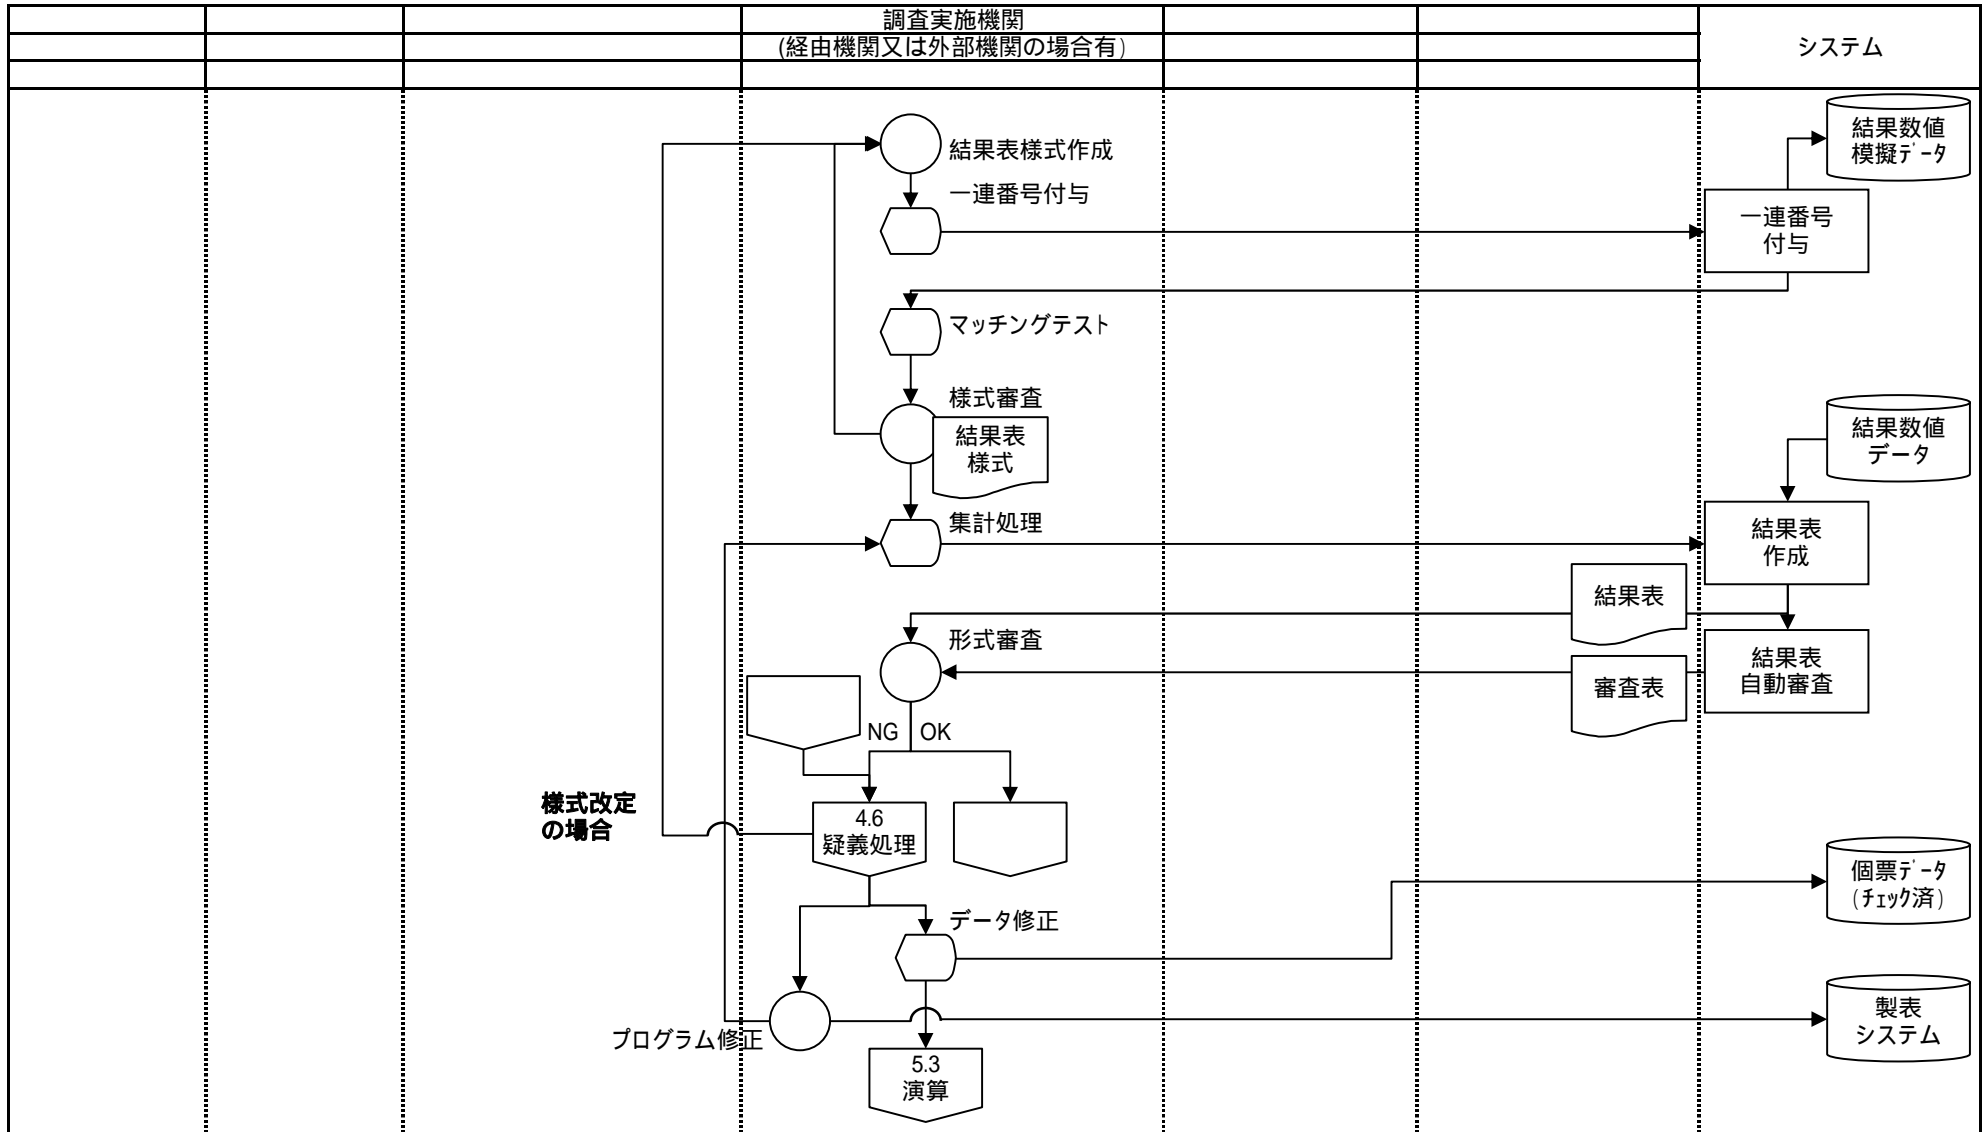 調査実施機関
(経由機関又は外部機関の場合有)
システム
結果数値
模擬ﾃﾞｰﾀ
結果表様式作成
一連番号付与
一連番号
付与
マッチングテスト
様式審査
結果表
様式
結果数値
データ
集計処理
結果表
作成
結果表
形式審査
結果表
自動審査
審査表
NG OK
様式改定
の場合
4.6
疑義処理
個票ﾃﾞｰﾀ
(ﾁｪｯｸ済)
データ修正
製表
システム
プログラム修正
5.3
演算